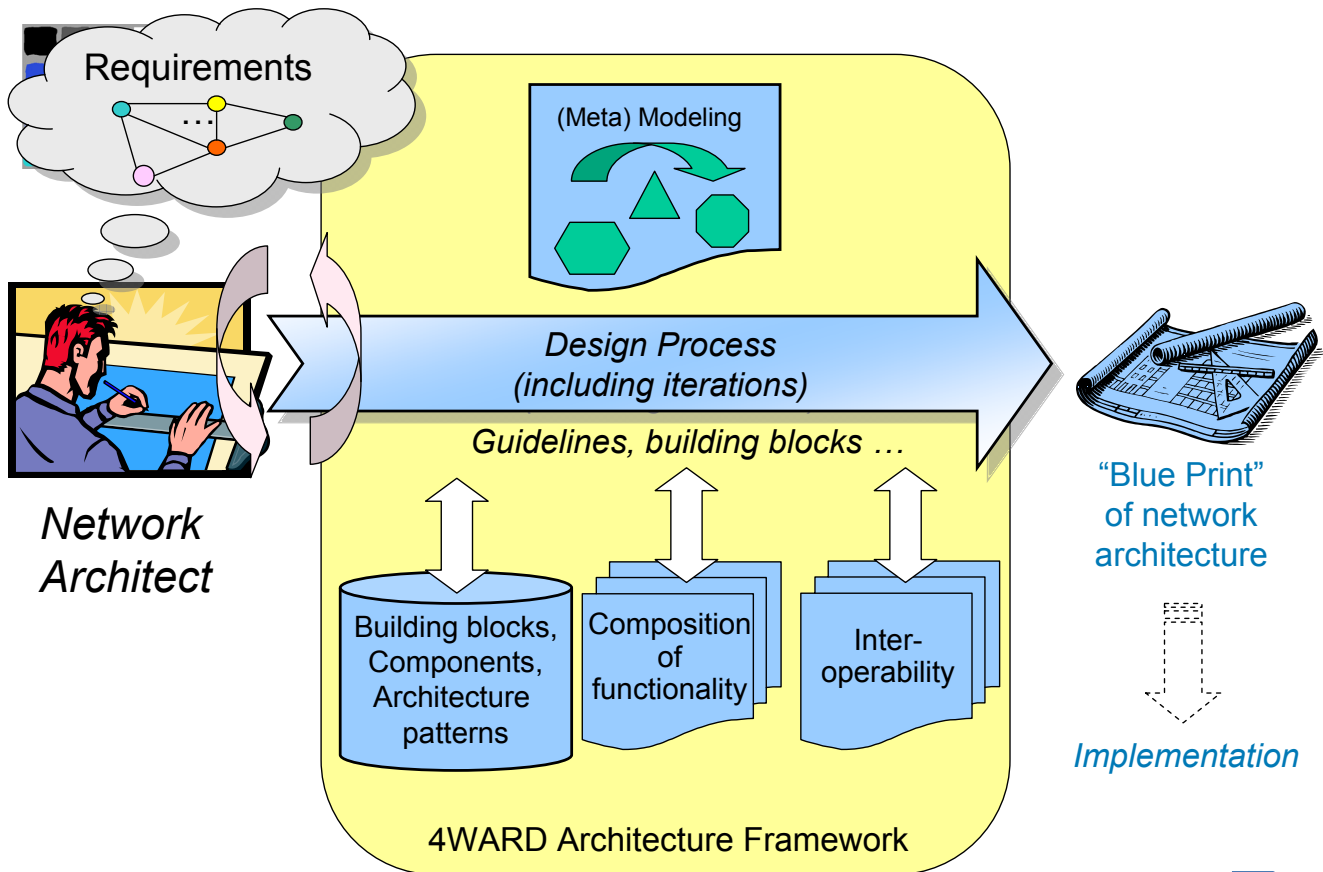 Requirements
...
(Meta) Modeling
Design Process
(including iterations)
Guidelines, building blocks …
Network
Architect
Building blocks,
Components,
Architecture
patterns
Composition
of
functionality
Inter-
operability
4WARD Architecture Framework
“Blue Print”
of network
architecture
Implementation